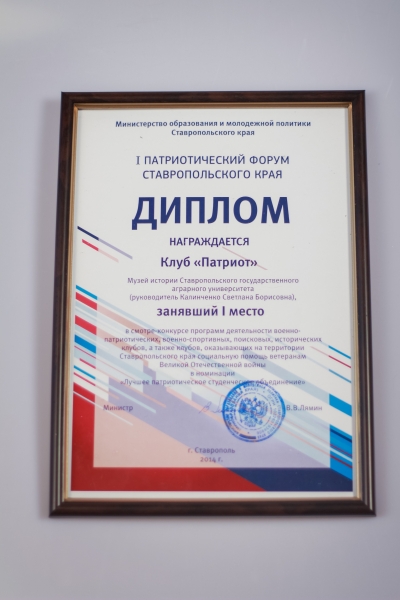 Министерство образования и молодежной политики
Ставропольского края
I ПАТРИОТИЧЕСКИЙ ФОРУМ
СТАВРОПОЛЬСКОГО КРАЯ
ДИПЛОМ
НАГРАЖДАЕТСЯ
Клуб «Патриот»
Музей истории Ставропольского государственного
аграрного университета
(руководитель Калинченко Светлана Борисовна),
занявший I место
в смотре-конкурсе программ деятельности военно-
патриотических, военно-спортивных, поисковых, исторических
клубов, а также клубов, оказывающих на территории
Ставропольского края социальную помощь ветеранам
Великой Отечественной войны
в номинации
«Лучшее патриотическое студенческое объединение»
Министр В.В.Лямин
г. Ставрополь
2014 г.